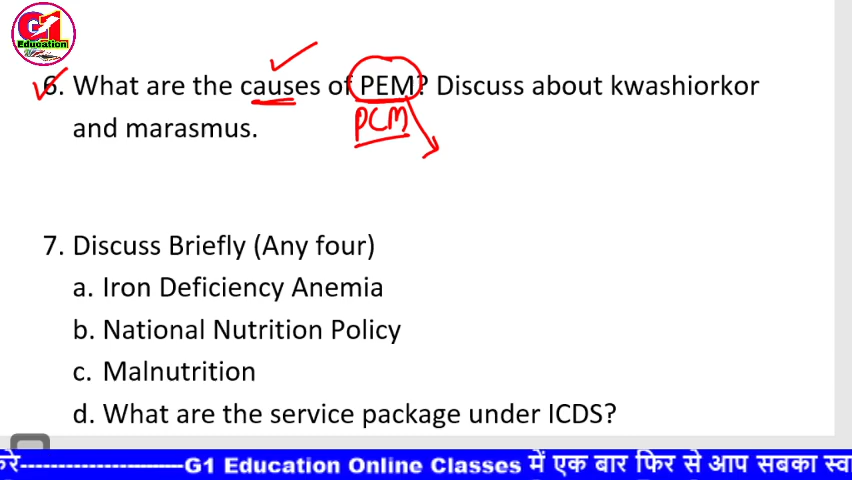 G1
Education
6. What are the causes of PEM? Discuss about kwashiorkor
PCM
and marasmus.
7. Discuss Briefly (Any four)
a. Iron Deficiency Anemia
b. National Nutrition Policy
c. Malnutrition
d. What are the service package under ICDS?
करे-----------------------G1 Education Online Classes में एक बार फिर से आप सबका स्वा